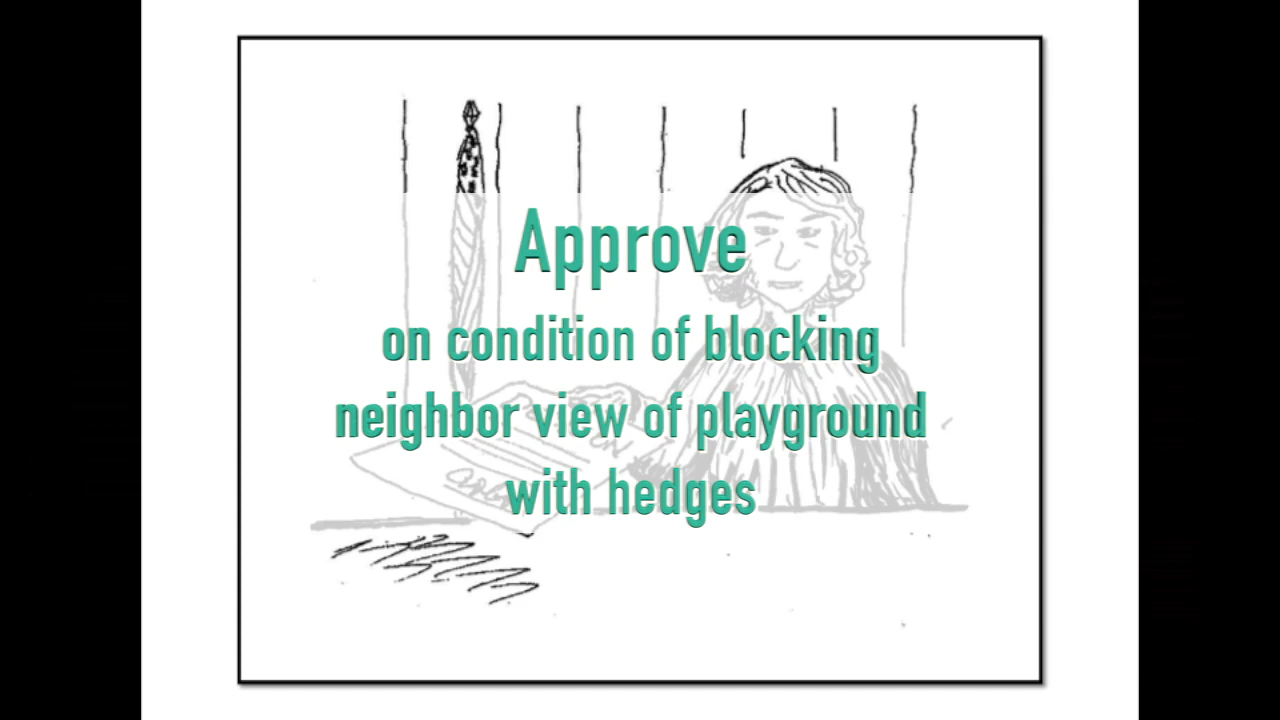 Approve
on condition of blocking
neighbor view of playground
with hedges